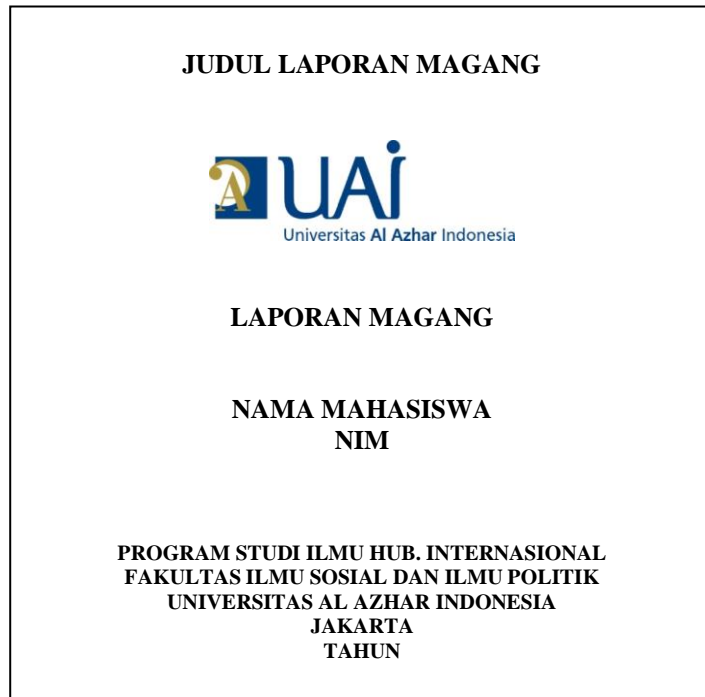 JUDUL LAPORAN MAGANG
UAI
Universitas Al Azhar Indonesia
LAPORAN MAGANG
NAMA MAHASISWA
NIM
PROGRAM STUDI ILMU HUB. INTERNASIONAL
FAKULTAS ILMU SOSIAL DAN ILMU POLITIK
UNIVERSITAS AL AZHAR INDONESIA
JAKARTA
TAHUN